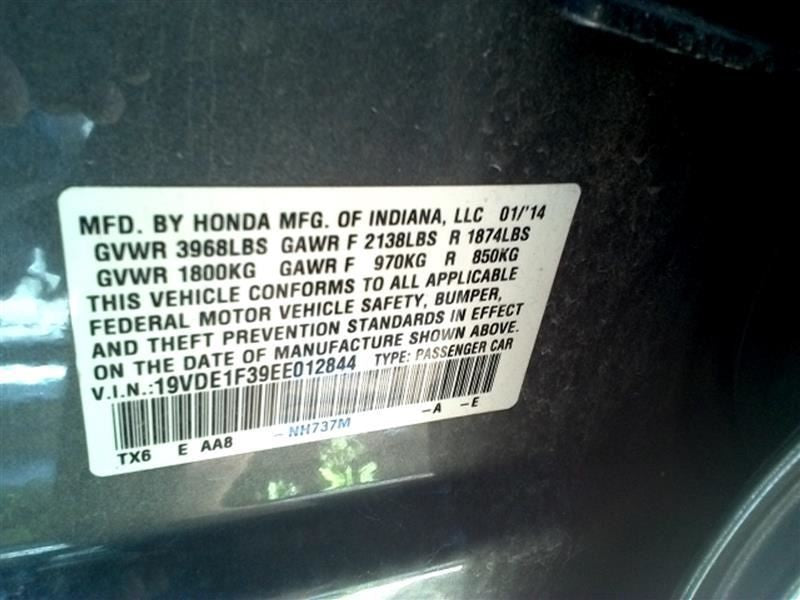 MFD. BY HONDA MFG. OF INDIANA, LLC 01/'14
GVWR 3968LBS GAWR F 2138LBS R 1874LBS
GVWR 1800KG GAWR F 970KG R 850KG
THIS VEHICLE CONFORMS TO ALL APPLICABLE
FEDERAL MOTOR VEHICLE SAFETY, BUMPER,
AND THEFT PREVENTION STANDARDS IN EFFECT
ON THE DATE OF MANUFACTURE SHOWN ABOVE.
V.I.N.:19VDE1F39EE012844 TYPE: PASSENGER CAR
TX6 E AA8 -NH737M -A -E